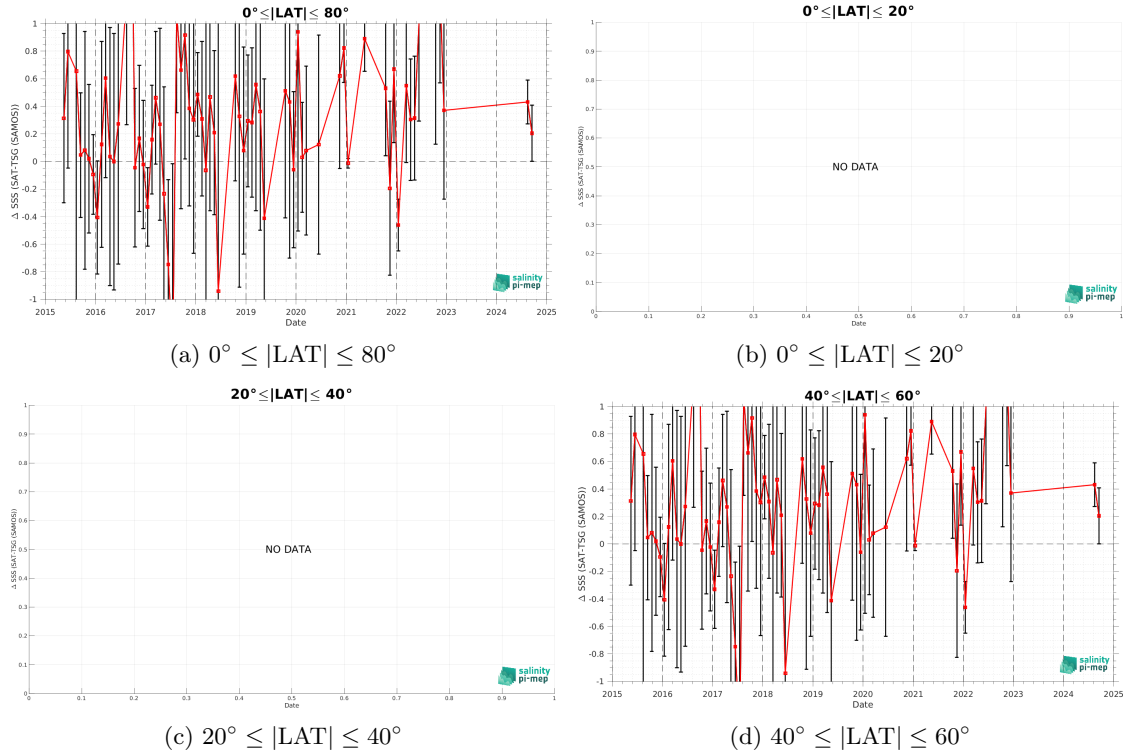 0°≤|LAT|≤ 80°
Δ SSS (SAT-TSG (SAMOS))
1
0.8
0.6
0.4
0.2
0
-0.2
-0.4
-0.6
-0.8
-1
2015 2016 2017 2018 2019 2020 2021 2022 2023 2024 2025
Date
salinity
pi-mep
(a) 0° ≤ |LAT| ≤ 80°
0°≤|LAT|≤ 20°
Δ SSS (SAT-TSG (SAMOS))
1
0.9
0.8
0.7
0.6
0.5
0.4
0.3
0.2
0.1
0
NO DATA
0 0.1 0.2 0.3 0.4 0.5 0.6 0.7 0.8 0.9 1
Date
salinity
pi-mep
(b) 0° ≤ |LAT| ≤ 20°
20°≤|LAT|≤ 40°
Δ SSS (SAT-TSG (SAMOS))
1
0.9
0.8
0.7
0.6
0.5
0.4
0.3
0.2
0.1
0
NO DATA
0 0.1 0.2 0.3 0.4 0.5 0.6 0.7 0.8 0.9 1
Date
salinity
pi-mep
(c) 20° ≤ |LAT| ≤ 40°
40°≤|LAT|≤ 60°
Δ SSS (SAT-TSG (SAMOS))
1
0.8
0.6
0.4
0.2
0
-0.2
-0.4
-0.6
-0.8
-1
2015 2016 2017 2018 2019 2020 2021 2022 2023 2024 2025
Date
salinity
pi-mep
(d) 40° ≤ |LAT| ≤ 60°